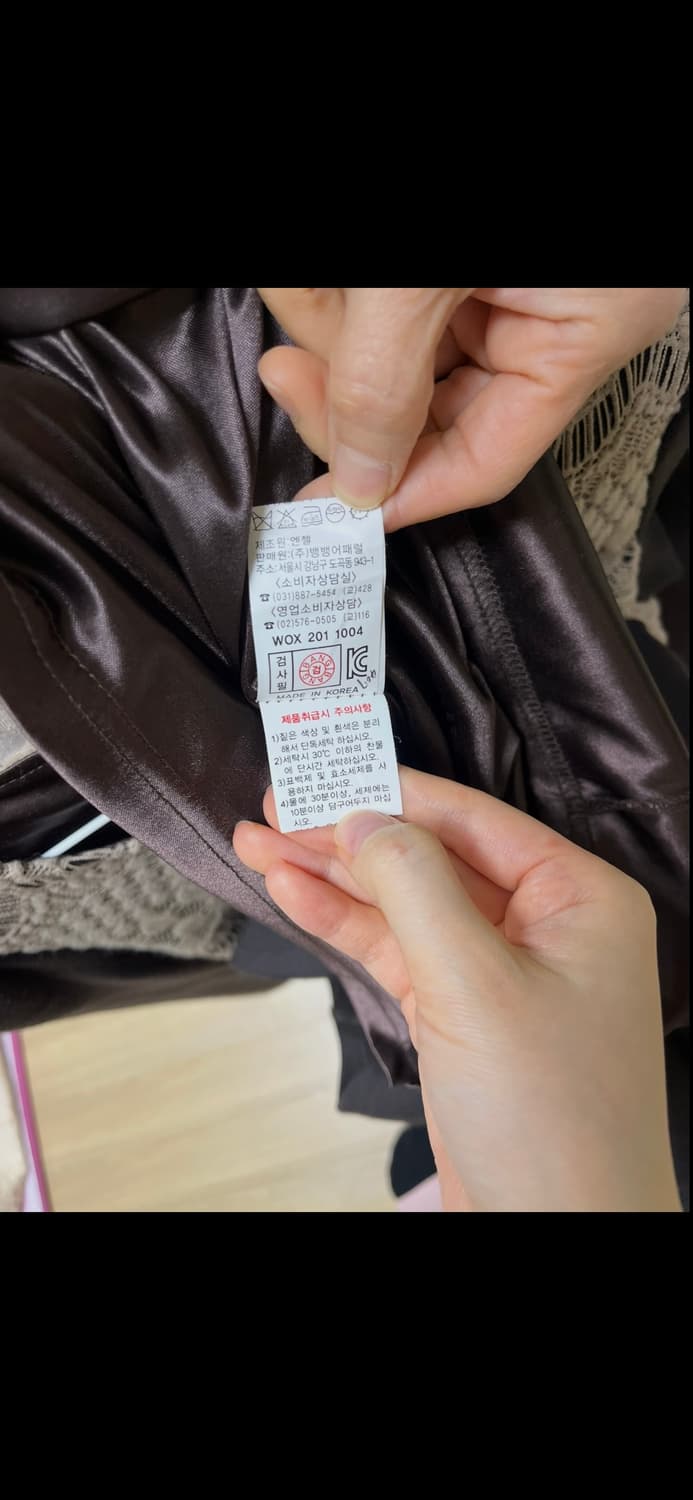 제조원:엔젤
판매원:(주)뱅뱅어패럴
주소:서울시 강남구 도곡동 943-1
〈소비자상담실〉
☎(031)887-5454 (교)428
〈영업소비자상담〉
☎(02)576-0505 (교)116
WOX 201 1004
검사필
BANG BANG
검
MADE IN KOREA
제품취급시 주의사항
1)짙은 색상 및 흰색은 분리
해서 단독세탁 하십시오.
2)세탁시 30℃ 이하의 찬물
에 단시간 세탁하십시오.
3)표백제 및 효소세제를 사
용하지 마십시오.
4)물에 30분이상, 세제에는
10분이상 담구어두지 마십
시오.